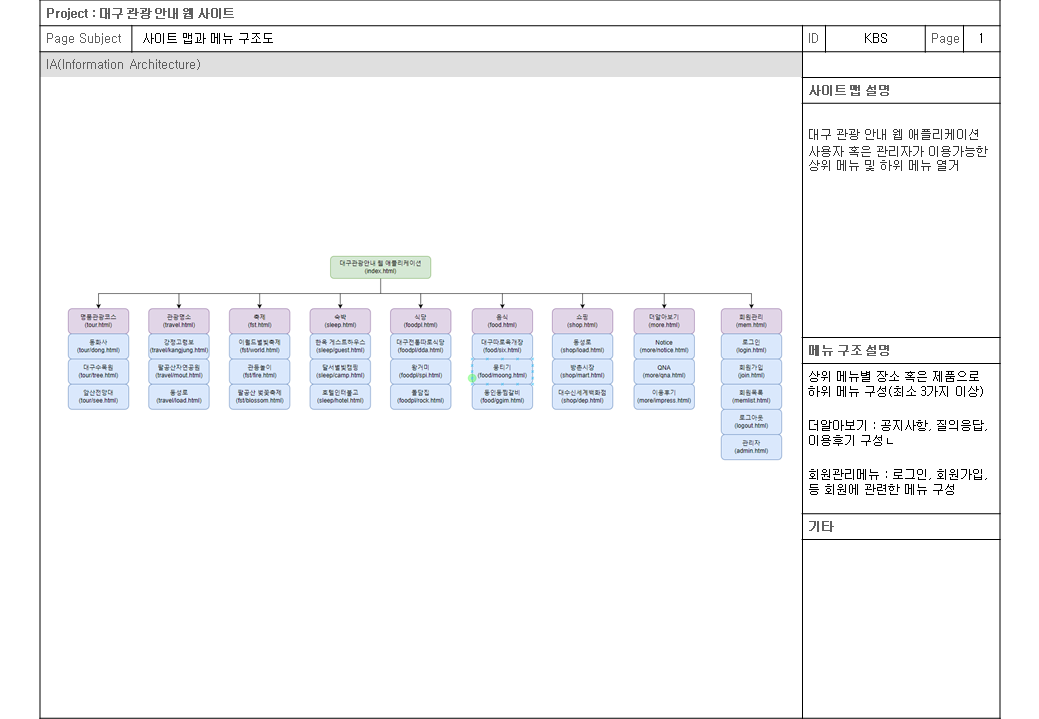 Project : 대구 관광 안내 웹 사이트
Page Subject 사이트 맵과 메뉴 구조도 ID KBS Page 1
IA(Information Architecture)
사이트 맵 설명
대구 관광 안내 웹 애플리케이션
사용자 혹은 관리자가 이용가능한
상위 메뉴 및 하위 메뉴 열거
대구관광안내 웹 애플리케이션
(index.html)
명품관광코스
(tour.html)
동화사
(tour/dong.html)
대구수목원
(tour/tree.html)
앞산전망대
(tour/see.html)
관광명소
(travel.html)
강정고령보
(travel/kangjung.html)
팔공산자연공원
(travel/mout.html)
동성로
(travel/load.html)
축제
(fst.html)
이월드별빛축제
(fst/world.html)
관등놀이
(fst/fire.html)
팔공산 벚꽃축제
(fst/blossom.html)
숙박
(sleep.html)
한옥 게스트하우스
(sleep/guest.html)
달서별빛캠핑
(sleep/camp.html)
호텔인터불고
(sleep/hotel.html)
식당
(foodpl.html)
대구전통따로식당
(foodpl/dda.html)
왕거미
(foodpl/spi.html)
돌담집
(foodpl/rock.html)
음식
(food.html)
대구따로육개장
(food/six.html)
뭉티기
(food/moong.html)
동인동찜갈비
(food/ggim.html)
쇼핑
(shop.html)
동성로
(shop/load.html)
방촌시장
(shop/mart.html)
대수신세계백화점
(shop/dep.html)
더알아보기
(more.html)
Notice
(more/notice.html)
QNA
(more/qna.html)
이용후기
(more/impress.html)
회원관리
(mem.html)
로그인
(login.html)
회원가입
(join.html)
회원목록
(memlist.html)
로그아웃
(logout.html)
관리자
(admin.html)
메뉴 구조 설명
상위 메뉴별 장소 혹은 제품으로
하위 메뉴 구성(최소 3가지 이상)
더알아보기 : 공지사항, 질의응답,
이용후기 구성ㄴ
회원관리메뉴 : 로그인, 회원가입,
등 회원에 관련한 메뉴 구성
기타